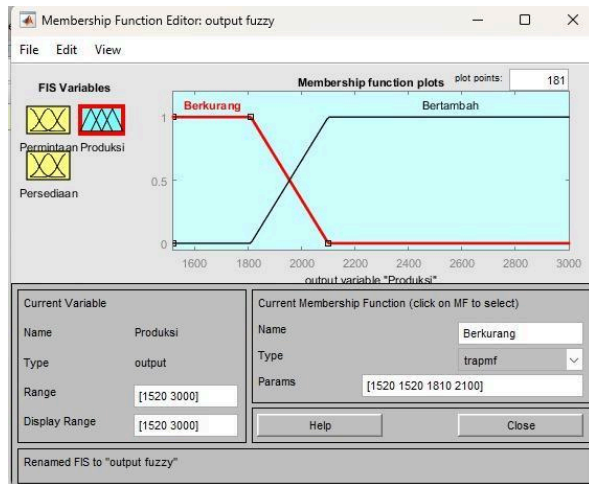 Membership Function Editor: output fuzzy
File Edit View
FIS Variables
Permintaan Produksi
Persediaan
Membership function plots plot points: 181
Berkurang Bertambah
1
0.5
0
1600 1800 2000 2200 2400 2600 2800 3000
output variable "Produksi"
Current Variable
Name Produksi
Type output
Range [1520 3000]
Display Range [1520 3000]
Current Membership Function (click on MF to select)
Name Berkurang
Type trapmf
Params [1520 1520 1810 2100]
Help Close
Renamed FIS to "output fuzzy"